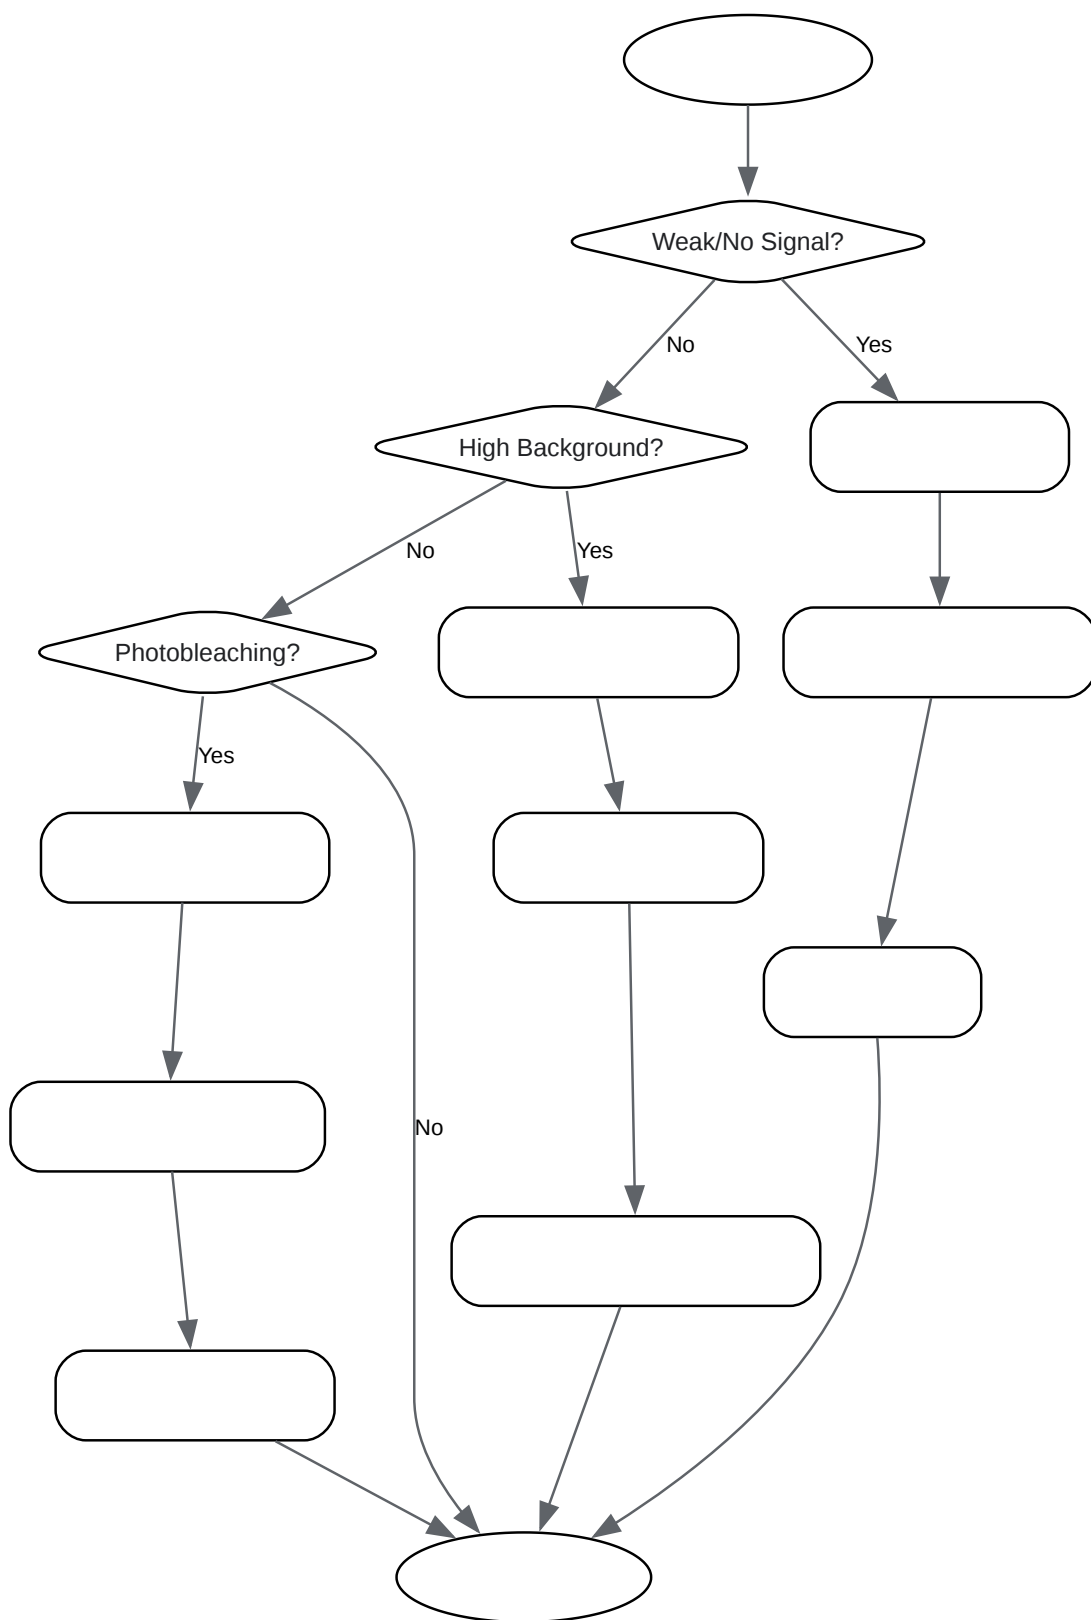 Weak/No Signal?
No
Yes
High Background?
No
Yes
Photobleaching?
Yes
No